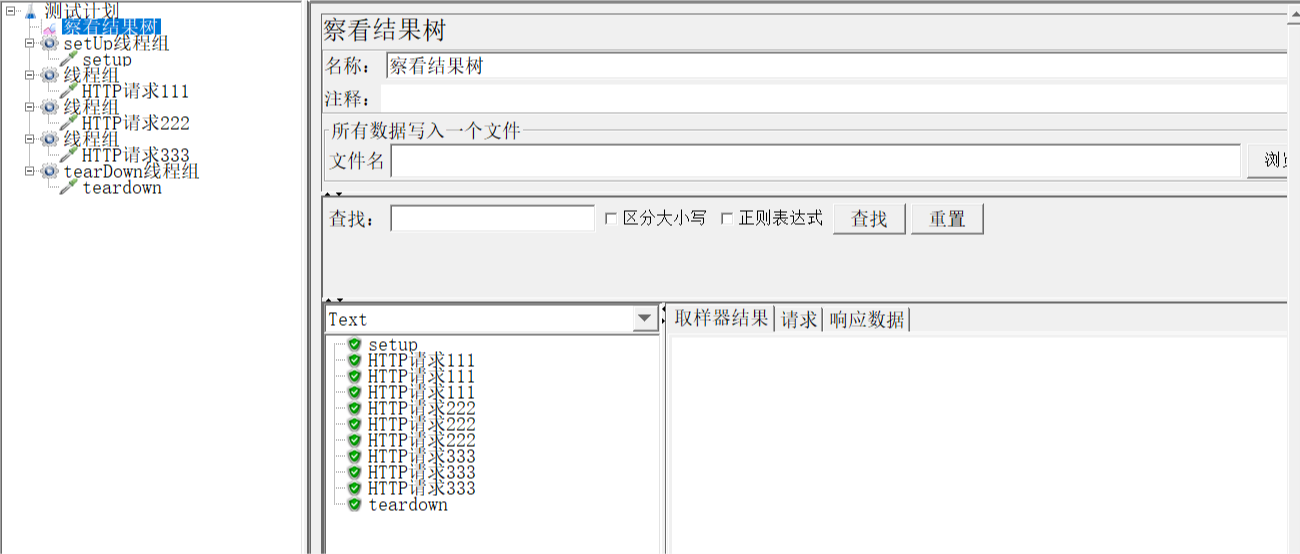 测试计划
察看结果树
setUp线程组
setup
线程组
HTTP请求111
线程组
HTTP请求222
线程组
HTTP请求333
tearDown线程组
teardown
察看结果树
名称： 察看结果树
注释：
所有数据写入一个文件
文件名 浏
查找： 区分大小写 正则表达式 查找 重置
Text
取样器结果 请求 响应数据
setup
HTTP请求111
HTTP请求111
HTTP请求111
HTTP请求222
HTTP请求222
HTTP请求222
HTTP请求333
HTTP请求333
HTTP请求333
teardown